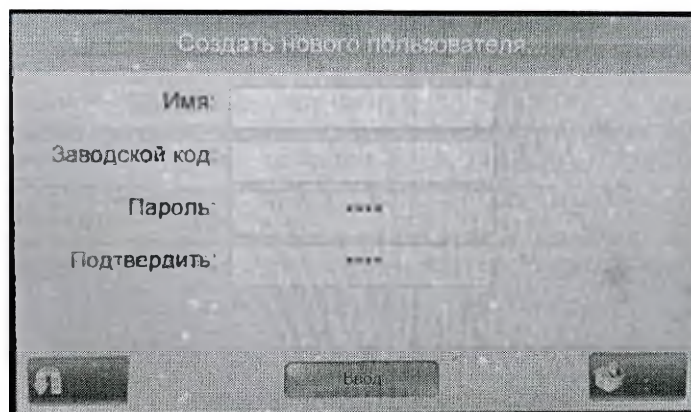 Создать нового пользователя...
Имя:
Заводской код:
Пароль: ****
Подтвердить: ****
Ввод